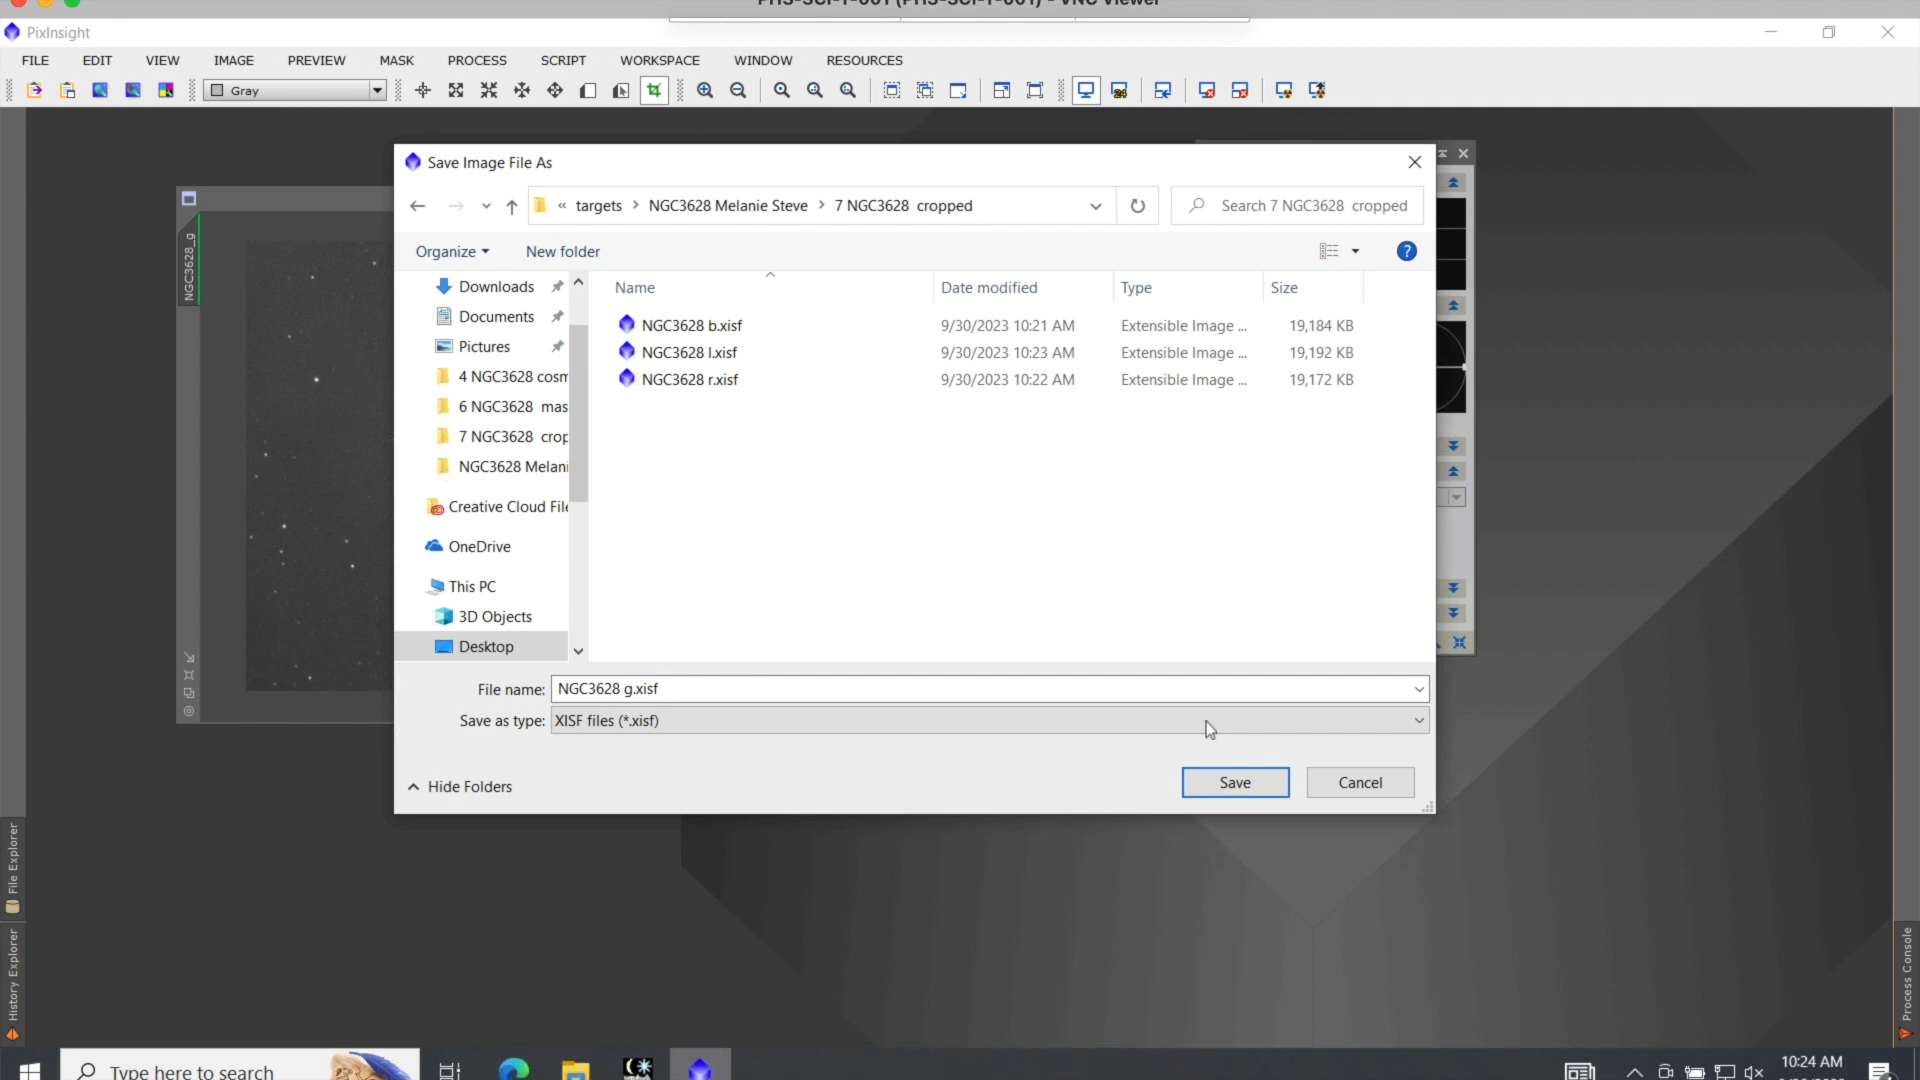 PixInsight
FILE EDIT VIEW IMAGE PREVIEW MASK PROCESS SCRIPT WORKSPACE WINDOW RESOURCES
Gray
24
Save Image File As
« targets > NGC3628 Melanie Steve > 7 NGC3628 cropped
Search 7 NGC3628 cropped
Organize
New folder
NGC3628_g
Downloads
Documents
Pictures
4 NGC3628 cosm
6 NGC3628 mas
7 NGC3628 crop
NGC3628 Melani
Creative Cloud File
OneDrive
This PC
3D Objects
Desktop
Name Date modified Type Size
NGC3628 b.xisf 9/30/2023 10:21 AM Extensible Image ... 19,184 KB
NGC3628 l.xisf 9/30/2023 10:23 AM Extensible Image ... 19,192 KB
NGC3628 r.xisf 9/30/2023 10:22 AM Extensible Image ... 19,172 KB
File name: NGC3628 g.xisf
Save as type: XISF files (*.xisf)
Hide Folders
Save
Cancel
File Explorer
History Explorer
Process Console
Type here to search
10:24 AM